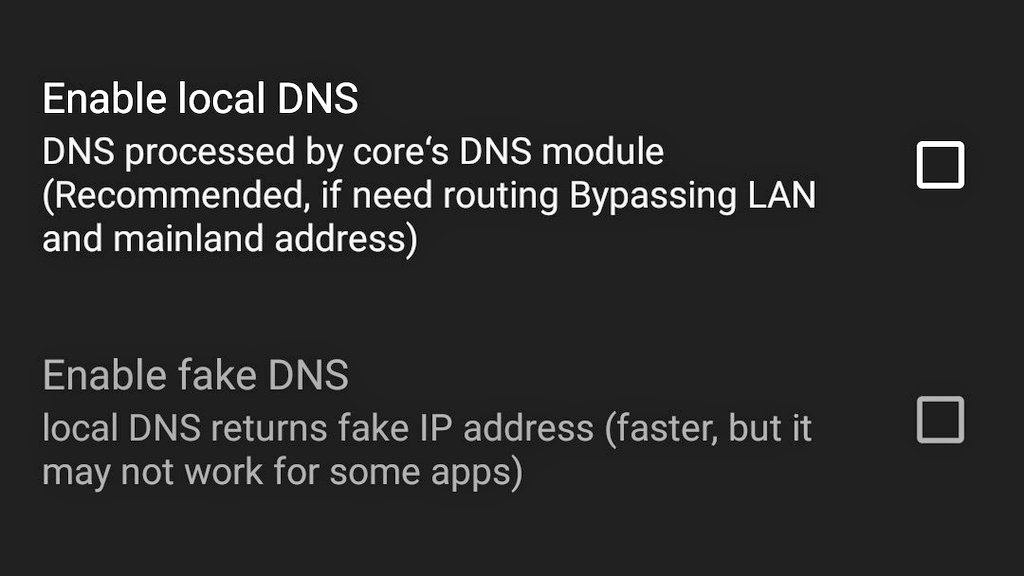 Enable local DNS
DNS processed by core‘s DNS module
(Recommended, if need routing Bypassing LAN
and mainland address)
Enable fake DNS
local DNS returns fake IP address (faster, but it
may not work for some apps)